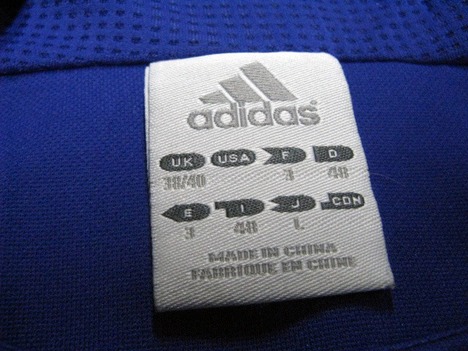 adidas
UK USA F D
38/40 3 48
E I J CDN
3 48 L
MADE IN CHINA
FABRIQUE EN CHINE